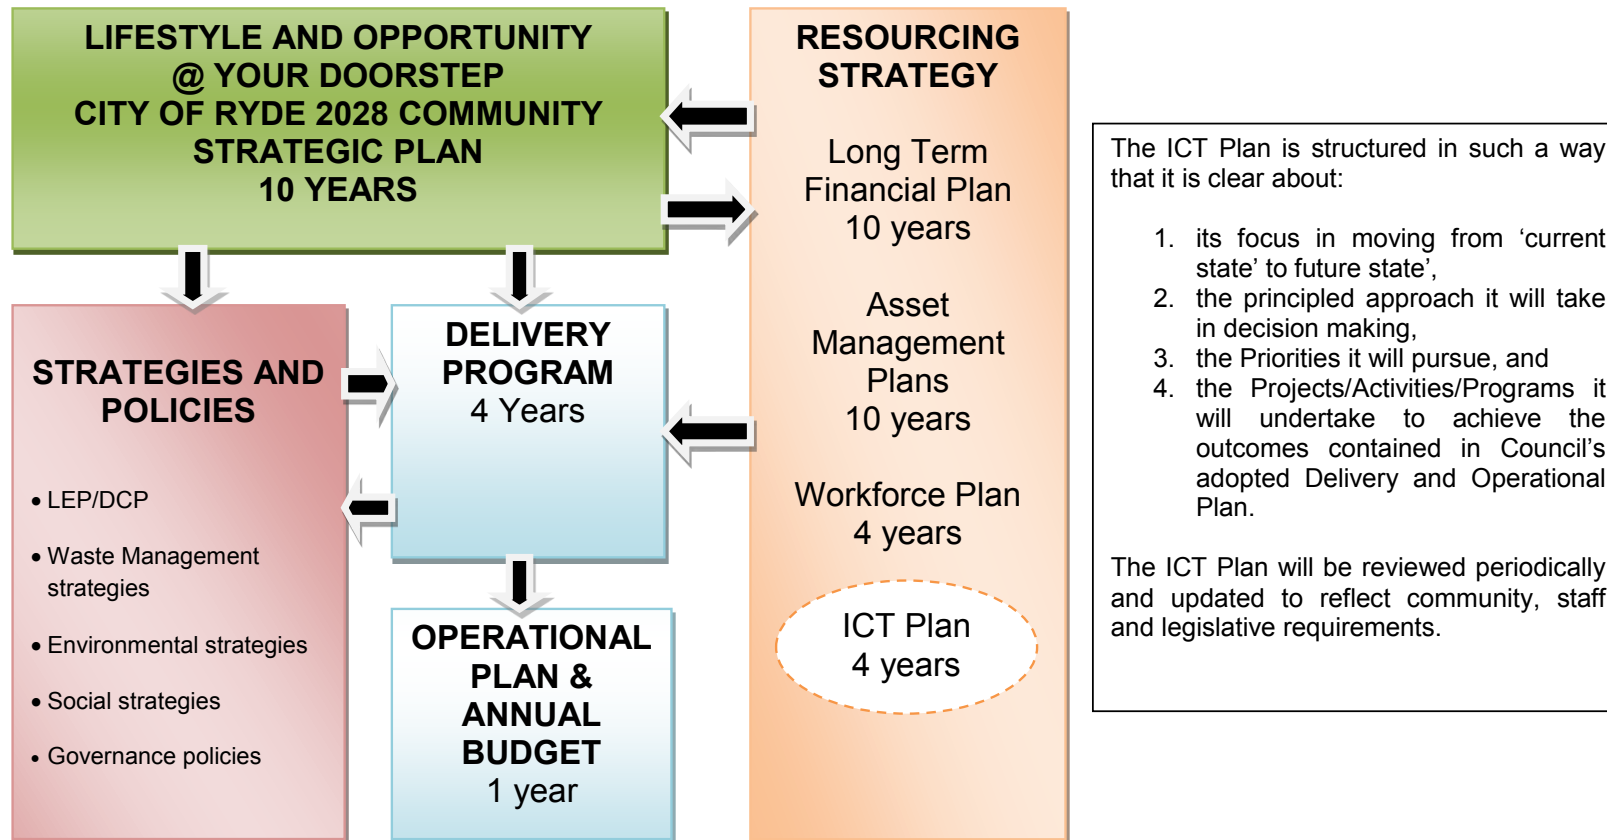 LIFESTYLE AND OPPORTUNITY
@ YOUR DOORSTEP
CITY OF RYDE 2028 COMMUNITY
STRATEGIC PLAN
10 YEARS
STRATEGIES AND
POLICIES
• LEP/DCP
• Waste Management
strategies
• Environmental strategies
• Social strategies
• Governance policies
DELIVERY
PROGRAM
4 Years
OPERATIONAL
PLAN &
ANNUAL
BUDGET
1 year
RESOURCING
STRATEGY
Long Term
Financial Plan
10 years
Asset
Management
Plans
10 years
Workforce Plan
4 years
ICT Plan
4 years
The ICT Plan is structured in such a way
that it is clear about:
1. its focus in moving from ‘current
state’ to future state’,
2. the principled approach it will take
in decision making,
3. the Priorities it will pursue, and
4. the Projects/Activities/Programs it
will undertake to achieve the
outcomes contained in Council’s
adopted Delivery and Operational
Plan.
The ICT Plan will be reviewed periodically
and updated to reflect community, staff
and legislative requirements.